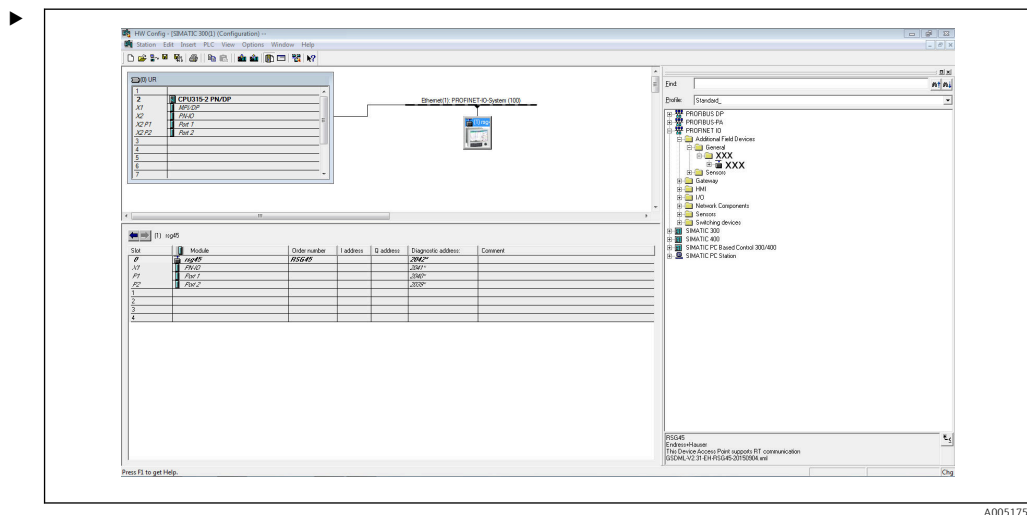 HW Config - [SIMATIC 300(1) (Configuration) --
Station Edit Insert PLC View Options Window Help
(0) UR
1
2 CPU315-2 PN/DP
X1 MPI/DP
X2 PN-IO
X2 P1 Port 1
X2 P2 Port 2
3
4
5
6
7
Ethernet(1): PROFINET-IO-System (100)
(1) rsg4
Find:
Profile: Standard_
PROFIBUS DP
PROFIBUS-PA
PROFINET IO
Additional Field Devices
General
XXX
XXX
Sensors
Gateway
HMI
I/O
Network Components
Sensors
Switching devices
SIMATIC 300
SIMATIC 400
SIMATIC PC Based Control 300/400
SIMATIC PC Station
(1) rsg45
Slot Module Order number I address Q address Diagnostic address: Comment
0 rsg45 RSG45 2042*
X1 PN-IO 2041*
P1 Port 1 2040*
P2 Port 2 2039*
1
2
3
4
RSG45
Endress+Hauser
This Device Access Point supports RT communication
GSDML-V2.31-EH-RSG45-20150904.xml
Press F1 to get Help.
Chg
A005175